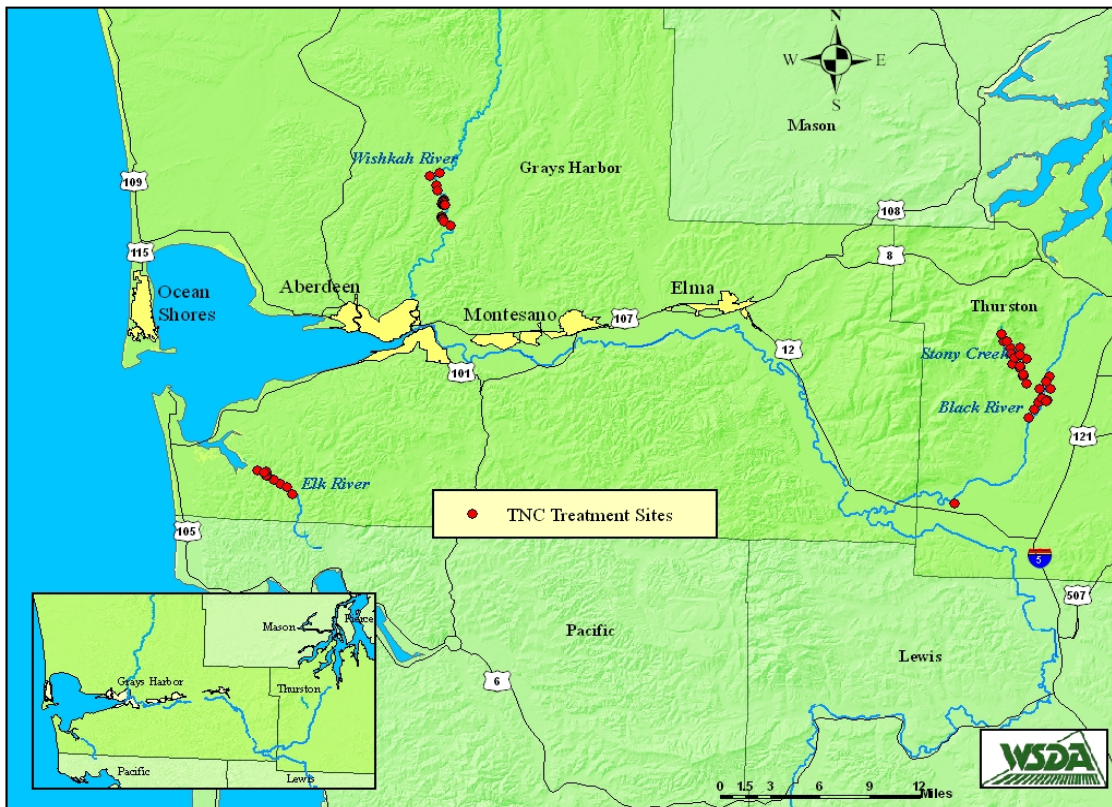 N
W E
S
Mason
Wishkah River
Grays Harbor
109
108
115
8
Ocean
Shores
Aberdeen
Elma
Thurston
Montesano
107
12
101
Stony Creek
Black River
121
Elk River
TNC Treatment Sites
105
5
507
Pacific
Lewis
6
Mason
Pierce
Grays Harbor
Thurston
Pacific
Lewis
WSDA
0 1.5 3 6 9 12
Miles